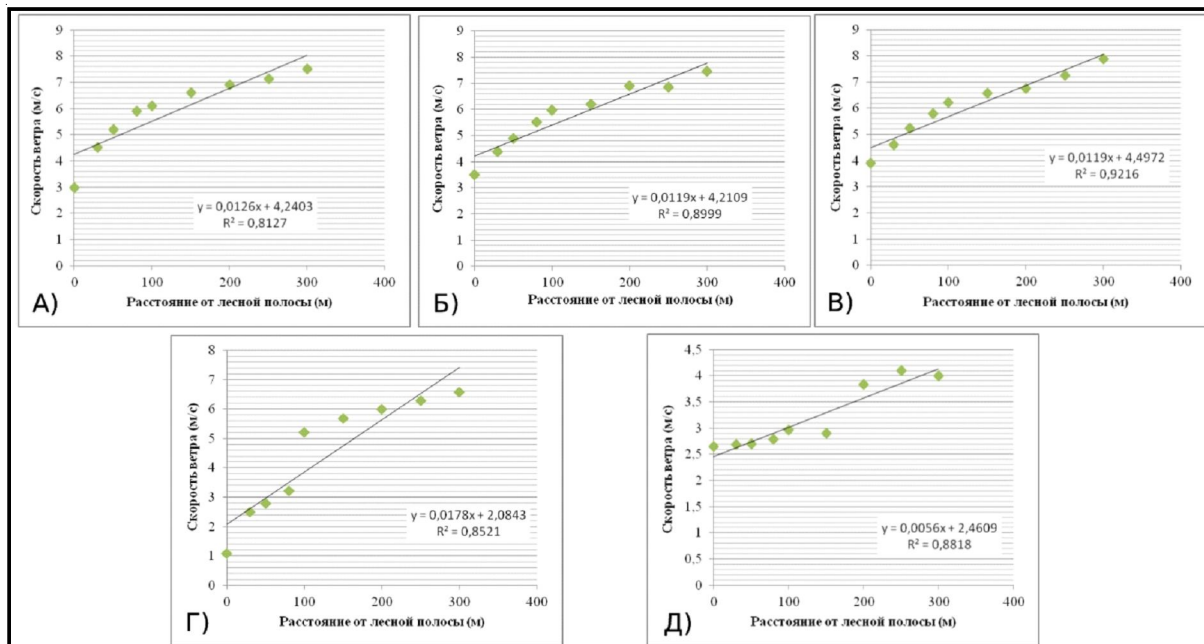 Скорость ветра (м/с)
9
8
7
6
5
4
3
2
1
0
y = 0,0126x + 4,2403
R² = 0,8127
0 100 200 300 400
Расстояние от лесной полосы (м)
А)
Скорость ветра (м/с)
9
8
7
6
5
4
3
2
1
0
y = 0,0119x + 4,2109
R² = 0,8999
0 100 200 300 400
Расстояние от лесной полосы (м)
Б)
Скорость ветра (м/с)
9
8
7
6
5
4
3
2
1
0
y = 0,0119x + 4,4972
R² = 0,9216
0 100 200 300 400
Расстояние от лесной полосы (м)
В)
Скорость ветра (м/с)
8
7
6
5
4
3
2
1
0
y = 0,0178x + 2,0843
R² = 0,8521
0 100 200 300 400
Расстояние от лесной полосы (м)
Г)
Скорость ветра (м/с)
4,5
4
3,5
3
2,5
2
1,5
1
0,5
0
y = 0,0056x + 2,4609
R² = 0,8818
0 100 200 300 400
Расстояние от лесной полосы (м)
Д)